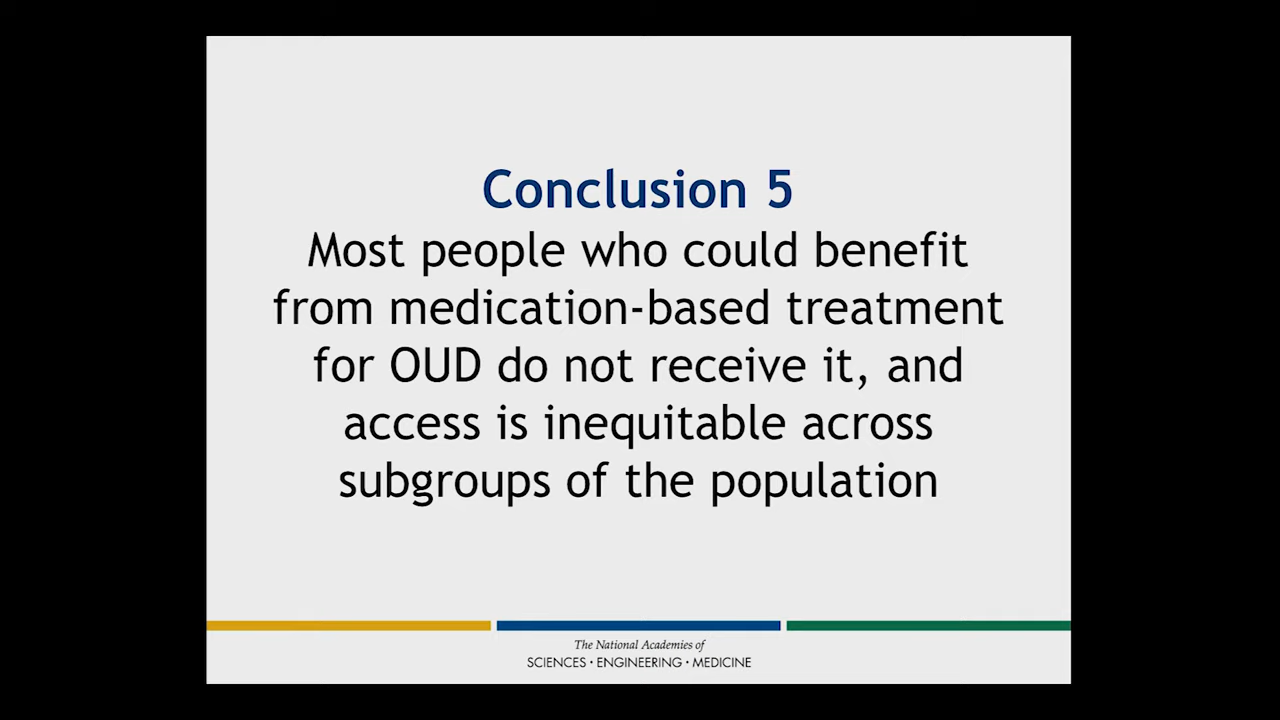 Conclusion 5
Most people who could benefit
from medication-based treatment
for OUD do not receive it, and
access is inequitable across
subgroups of the population
The National Academies of
SCIENCES · ENGINEERING · MEDICINE